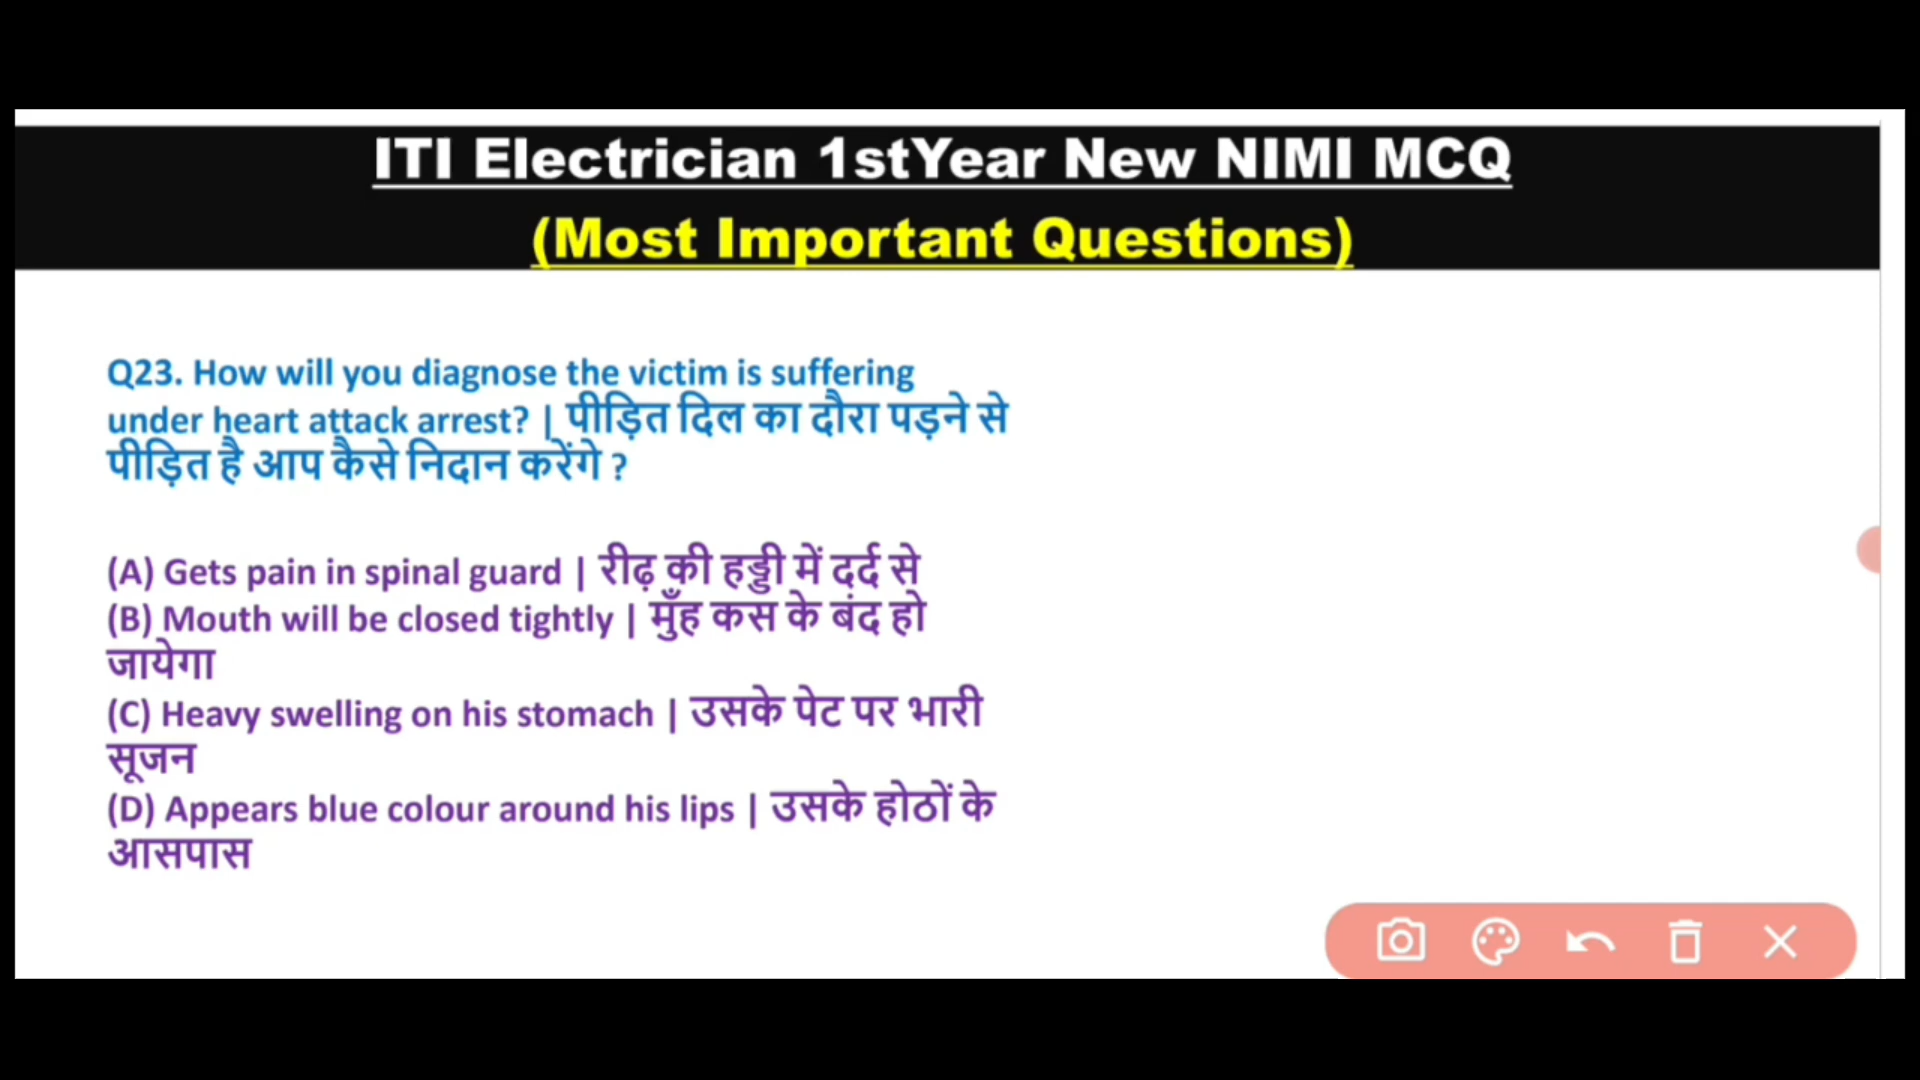 ITI Electrician 1stYear New NIMI MCQ
(Most Important Questions)
Q23. How will you diagnose the victim is suffering
under heart attack arrest? | पीड़ित दिल का दौरा पड़ने से
पीड़ित है आप कैसे निदान करेंगे ?
(A) Gets pain in spinal guard | रीढ़ की हड्डी में दर्द से
(B) Mouth will be closed tightly | मुँह कस के बंद हो
जायेगा
(C) Heavy swelling on his stomach | उसके पेट पर भारी
सूजन
(D) Appears blue colour around his lips | उसके होठों के
आसपास